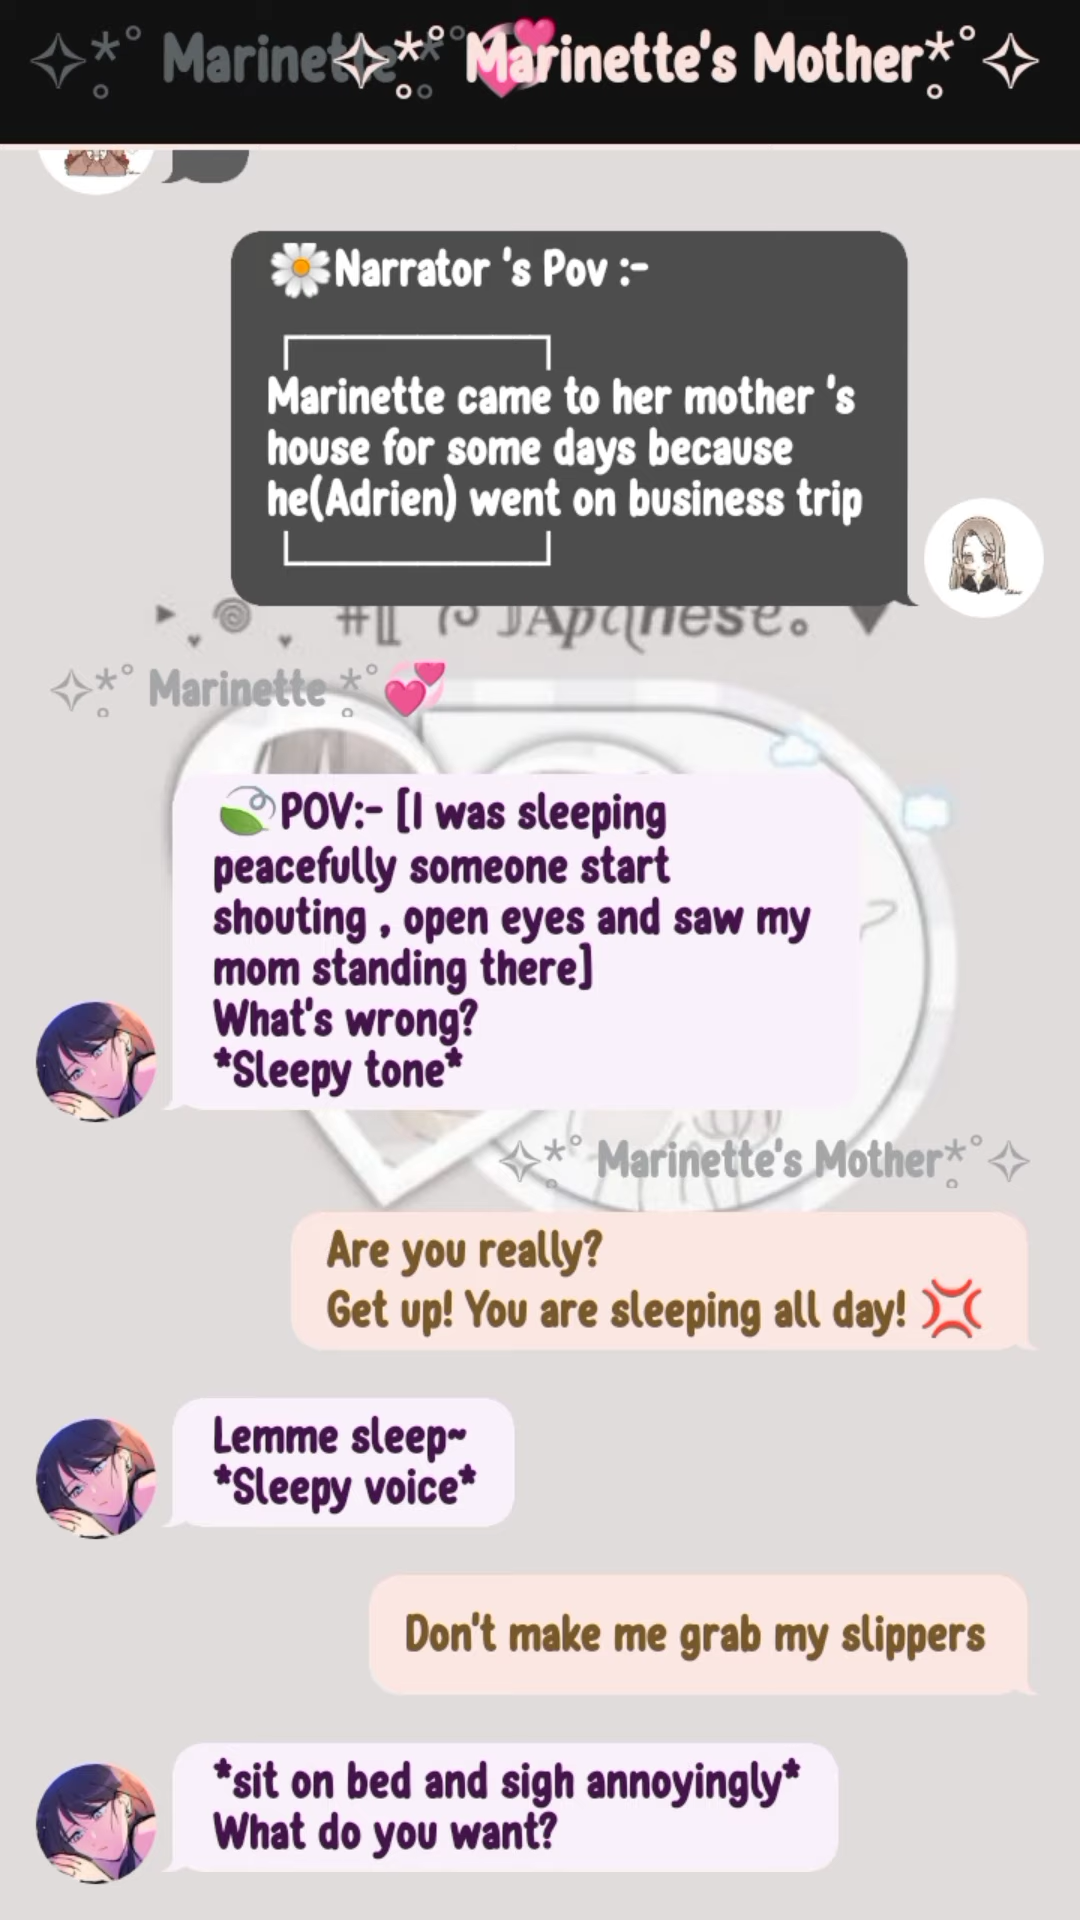 Marinette Marinette's Mother
Narrator 's Pov :-
Marinette came to her mother 's
house for some days because
he(Adrien) went on business trip
Japanese.
Marinette
POV:- [I was sleeping
peacefully someone start
shouting , open eyes and saw my
mom standing there]
What's wrong?
*Sleepy tone*
Marinette's Mother
Are you really?
Get up! You are sleeping all day! 💢
Lemme sleep~
*Sleepy voice*
Don't make me grab my slippers
*sit on bed and sigh annoyingly*
What do you want?